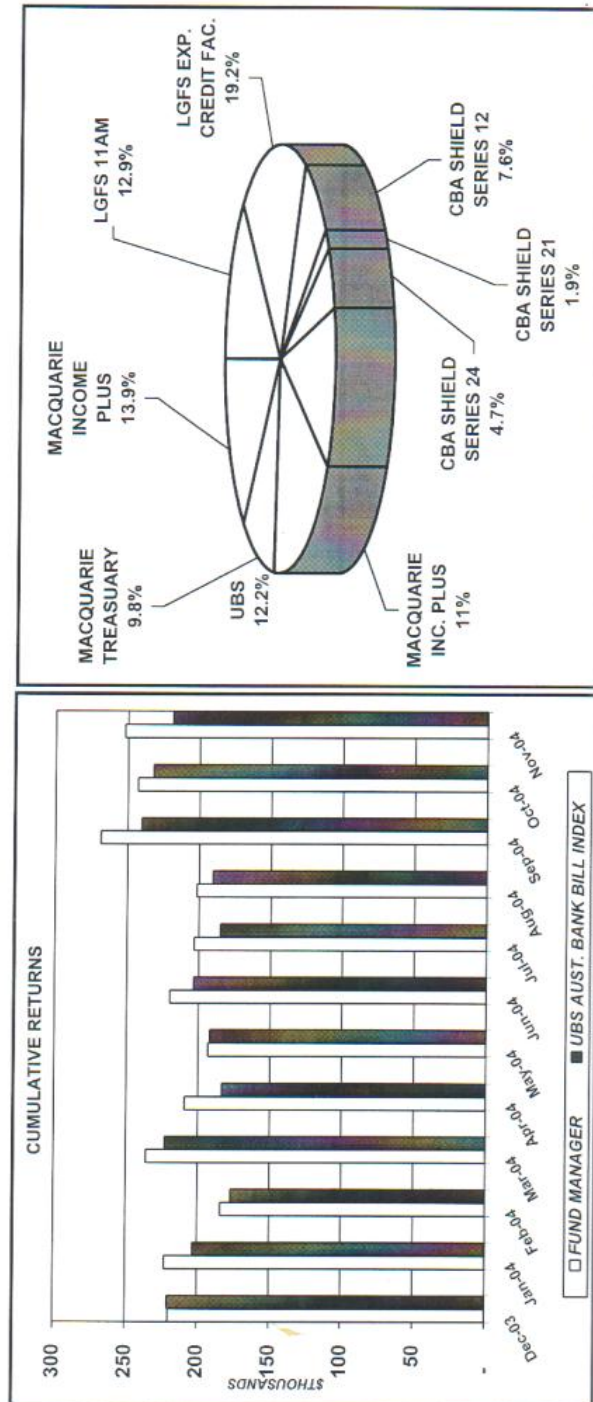 CUMULATIVE RETURNS
$THOUSANDS
300
250
200
150
100
50
-
Dec-03
Jan-04
Feb-04
Mar-04
Apr-04
May-04
Jun-04
Jul-04
Aug-04
Sep-04
Oct-04
Nov-04
FUND MANAGER
UBS AUST. BANK BILL INDEX
MACQUARIE
TREASUARY
9.8%
MACQUARIE
INCOME
PLUS
13.9%
LGFS 11AM
12.9%
LGFS EXP.
CREDIT FAC.
19.2%
CBA SHIELD
SERIES 12
7.6%
CBA SHIELD
SERIES 21
1.9%
CBA SHIELD
SERIES 24
4.7%
MACQUARIE
INC. PLUS
11%
UBS
12.2%